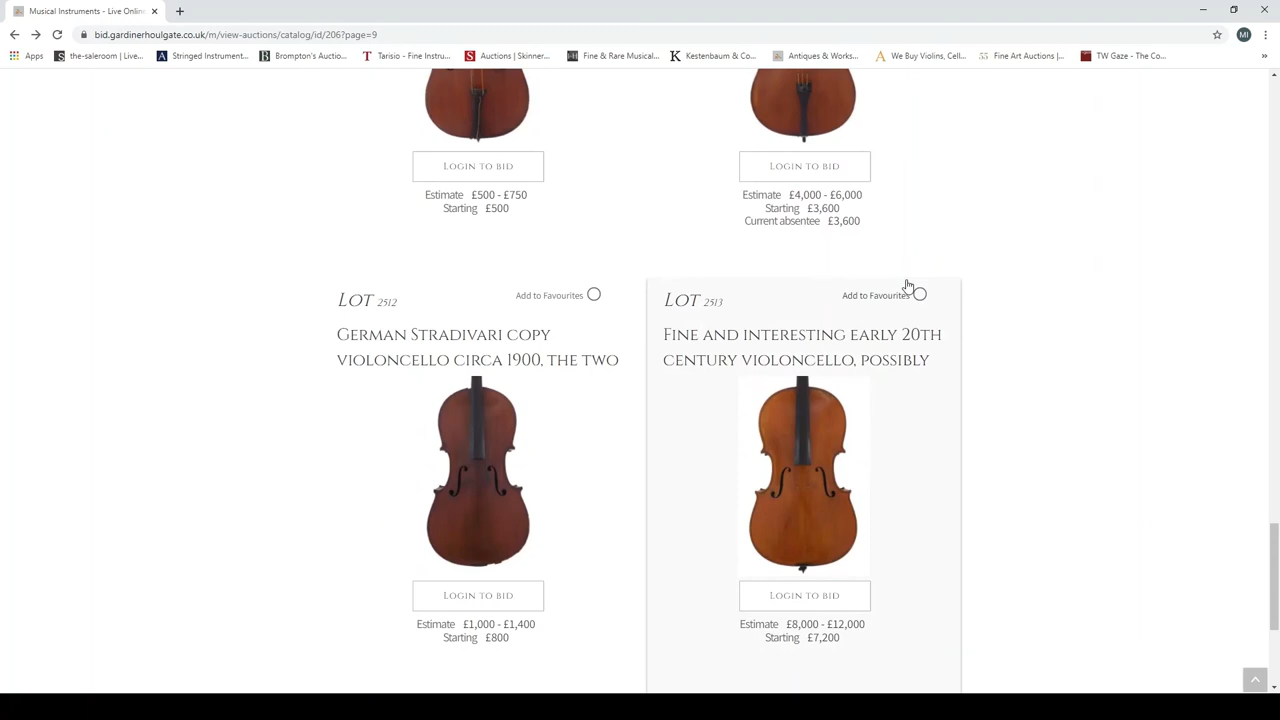 Musical Instruments - Live Onlin
bid.gardinerhoulgate.co.uk/m/view-auctions/catalog/id/206?page=9
MI
Apps
the-saleroom | Live...
Stringed Instrument...
Brompton's Auctio...
Tarisio - Fine Instru...
Auctions | Skinner...
Fine & Rare Musical...
Kestenbaum & Co...
Antiques & Works...
We Buy Violins, Cell...
Fine Art Auctions |...
TW Gaze - The Co...
Login to bid
Estimate £500 - £750
Starting £500
Login to bid
Estimate £4,000 - £6,000
Starting £3,600
Current absentee £3,600
Lot 2512
Add to Favourites
German Stradivari copy
violoncello circa 1900, the two
Login to bid
Estimate £1,000 - £1,400
Starting £800
Lot 2513
Add to Favourites
Fine and interesting early 20th
century violoncello, possibly
Login to bid
Estimate £8,000 - £12,000
Starting £7,200